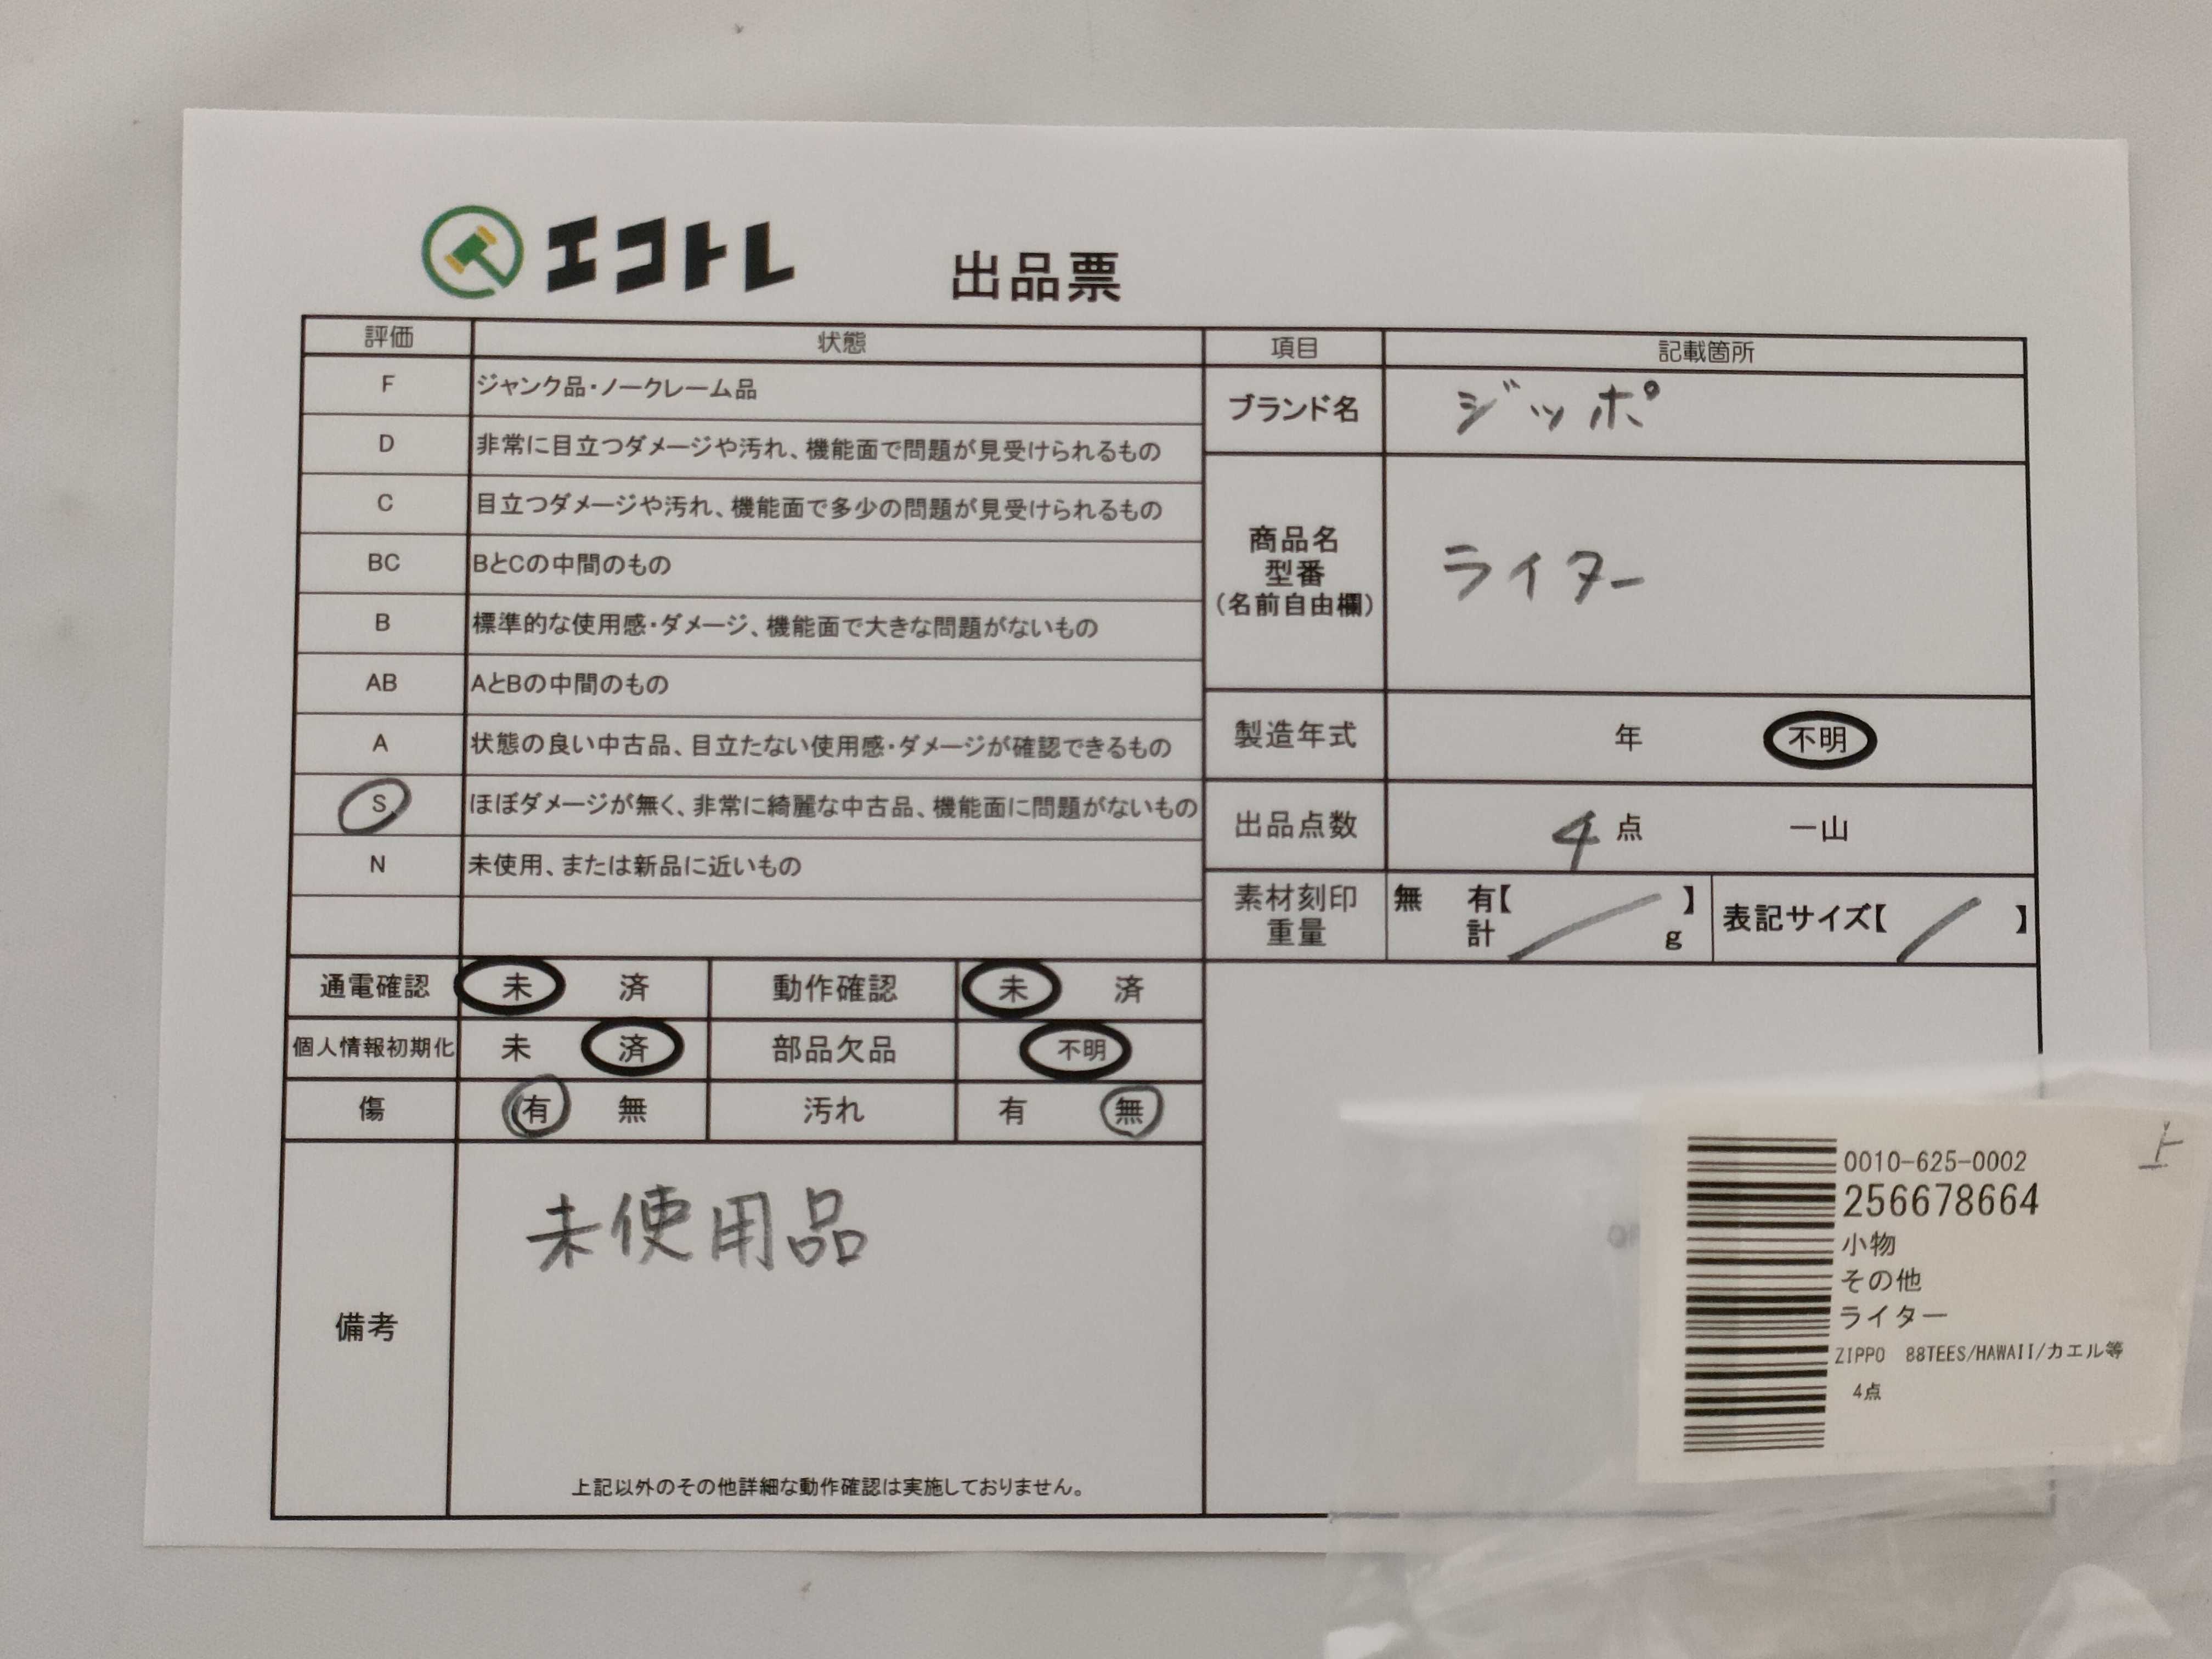 エコトレ 出品票
評価 状態 項目 記載箇所
F ジャンク品・ノークレーム品
D 非常に目立つダメージや汚れ、機能面で問題が見受けられるもの
C 目立つダメージや汚れ、機能面で多少の問題が見受けられるもの
BC BとCの中間のもの
B 標準的な使用感・ダメージ、機能面で大きな問題がないもの
AB AとBの中間のもの
A 状態の良い中古品、目立たない使用感・ダメージが確認できるもの
S ほぼダメージが無く、非常に綺麗な中古品、機能面に問題がないもの
N 未使用、または新品に近いもの
ブランド名 ジッポ
商品名
型番
(名前自由欄)
ライター
製造年式 年 不明
出品点数 4点 一山
素材刻印 無 有【 】
重量 計 g
表記サイズ【 】
通電確認 未 済 動作確認 未 済
個人情報初期化 未 済 部品欠品 不明
傷 有 無 汚れ 有 無
備考
未使用品
上記以外のその他詳細な動作確認は実施しておりません。
0010-625-0002
256678664
小物
その他
ライター
ZIPPO 88TEES/HAWAII/カエル等
4点